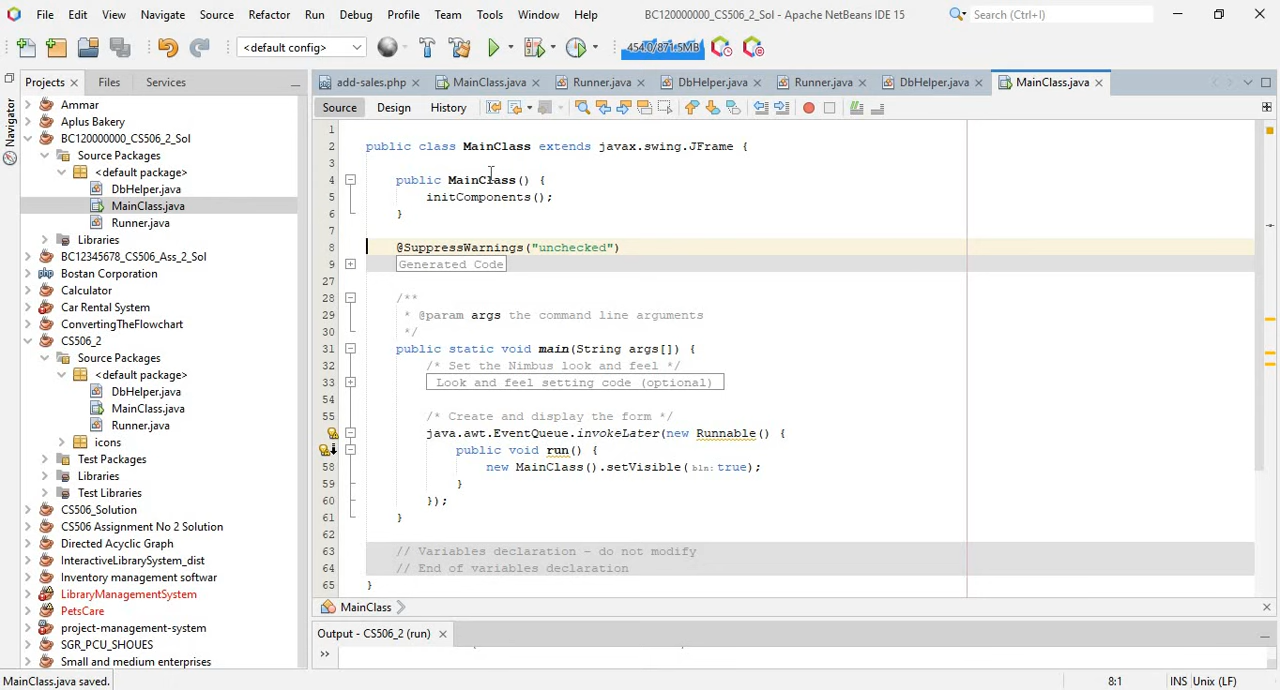 File Edit View Navigate Source Refactor Run Debug Profile Team Tools Window Help BC120000000_CS506_2_Sol - Apache NetBeans IDE 15 Search (Ctrl+I)
<default config> 454.0/871.5MB
Projects Files Services
add-sales.php MainClass.java Runner.java DbHelper.java Runner.java DbHelper.java MainClass.java
Source Design History
Navigator
Ammar
Aplus Bakery
BC120000000_CS506_2_Sol
Source Packages
<default package>
DbHelper.java
MainClass.java
Runner.java
Libraries
BC12345678_CS506_Ass_2_Sol
Bostan Corporation
Calculator
Car Rental System
ConvertingTheFlowchart
CS506_2
Source Packages
<default package>
DbHelper.java
MainClass.java
Runner.java
icons
Test Packages
Libraries
Test Libraries
CS506_Solution
CS506 Assignment No 2 Solution
Directed Acyclic Graph
InteractiveLibrarySystem_dist
Inventory management softwar
LibraryManagementSystem
PetsCare
project-management-system
SGR_PCU_SHOUES
Small and medium enterprises
1
2 public class MainClass extends javax.swing.JFrame {
3
4 public MainClass() {
5 initComponents();
6 }
7
8 @SuppressWarnings("unchecked")
9 Generated Code
27
28 /**
29 * @param args the command line arguments
30 */
31 public static void main(String args[]) {
32 /* Set the Nimbus look and feel */
33 Look and feel setting code (optional)
54
55 /* Create and display the form */
java.awt.EventQueue.invokeLater(new Runnable() {
public void run() {
58 new MainClass().setVisible(bln: true);
59 }
60 });
61 }
62
63 // Variables declaration - do not modify
64 // End of variables declaration
65 }
MainClass
Output - CS506_2 (run)
MainClass.java saved. 8:1 INS Unix (LF)